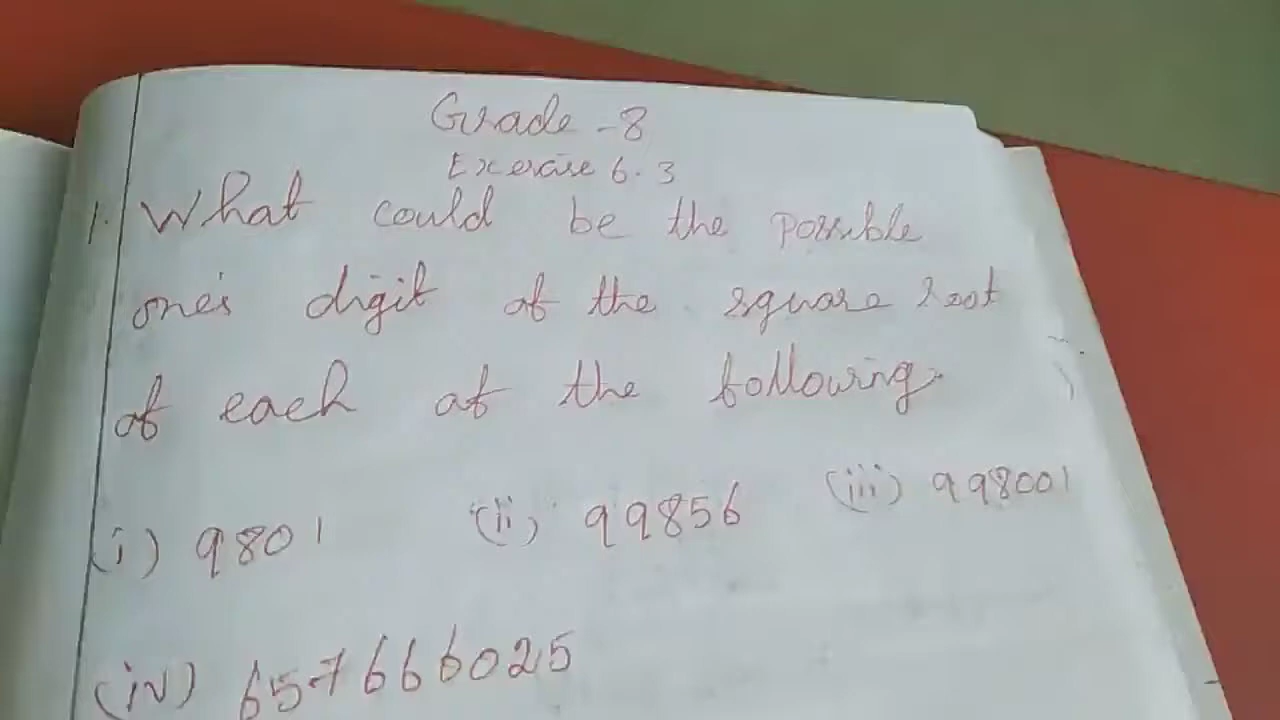 Grade - 8
Exercise 6.3
1. What could be the possible
one's digit of the square root
of each of the following.
(i) 9801 (ii) 99856 (iii) 998001
(iv) 657666025